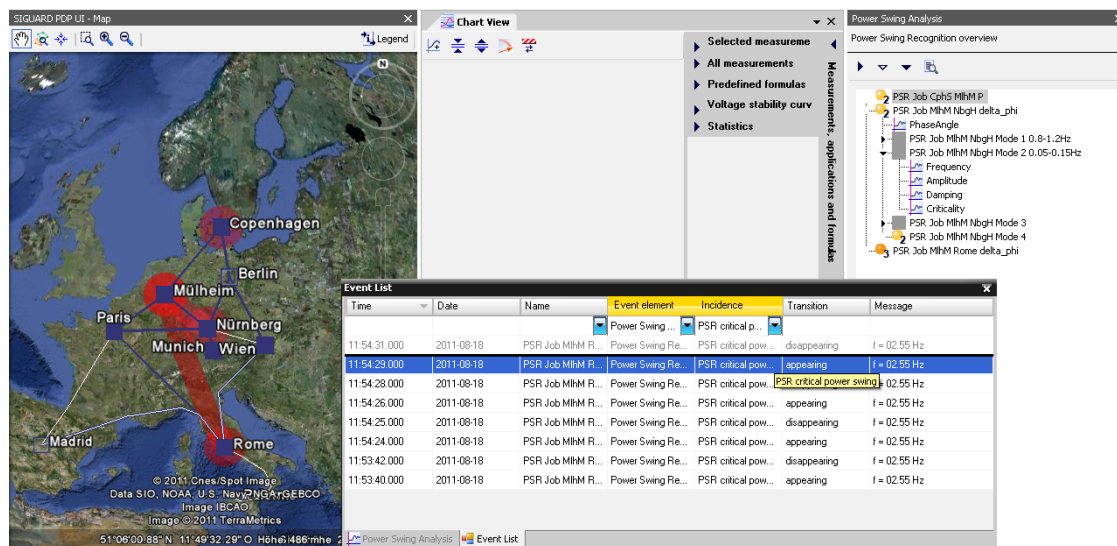 SIGUARD PDP UI - Map
Legend
N
Copenhagen
Berlin
Mülheim
Paris
Nürnberg
Munich Wien
Madrid
Rome
© 2011 Cnes/Spot Image
Data SIO, NOAA, U.S. Navy, NGA, GEBCO
Image IBCAO
Image © 2011 TerraMetrics
51°06'00.88" N 11°49'32.29" O
Chart View
Selected measureme
All measurements
Predefined formulas
Voltage stability curv
Statistics
Measurements, applications and formulas
Power Swing Analysis
Power Swing Recognition overview
2 PSR Job CphS MlhM P
2 PSR Job MlhM NbgH delta_phi
PhaseAngle
PSR Job MlhM NbgH Mode 1 0.8-1.2Hz
PSR Job MlhM NbgH Mode 2 0.05-0.15Hz
Frequency
Amplitude
Damping
Criticality
PSR Job MlhM NbgH Mode 3
2 PSR Job MlhM NbgH Mode 4
3 PSR Job MlhM Rome delta_phi
Event List
Time Date Name Event element Incidence Transition Message
Power Swing ... PSR critical p...
11:54:31.000 2011-08-18 PSR Job MlhM R... Power Swing Re... PSR critical pow... disappearing f = 02.55 Hz
11:54:29.000 2011-08-18 PSR Job MlhM R... Power Swing Re... PSR critical pow... appearing f = 02.55 Hz
PSR critical power swing
11:54:28.000 2011-08-18 PSR Job MlhM R... Power Swing Re... PSR critical pow... = 02.55 Hz
11:54:26.000 2011-08-18 PSR Job MlhM R... Power Swing Re... PSR critical pow... appearing f = 02.55 Hz
11:54:25.000 2011-08-18 PSR Job MlhM R... Power Swing Re... PSR critical pow... disappearing f = 02.55 Hz
11:54:24.000 2011-08-18 PSR Job MlhM R... Power Swing Re... PSR critical pow... appearing f = 02.55 Hz
11:53:42.000 2011-08-18 PSR Job MlhM R... Power Swing Re... PSR critical pow... disappearing f = 02.55 Hz
11:53:40.000 2011-08-18 PSR Job MlhM R... Power Swing Re... PSR critical pow... appearing f = 02.55 Hz
Power Swing Analysis Event List